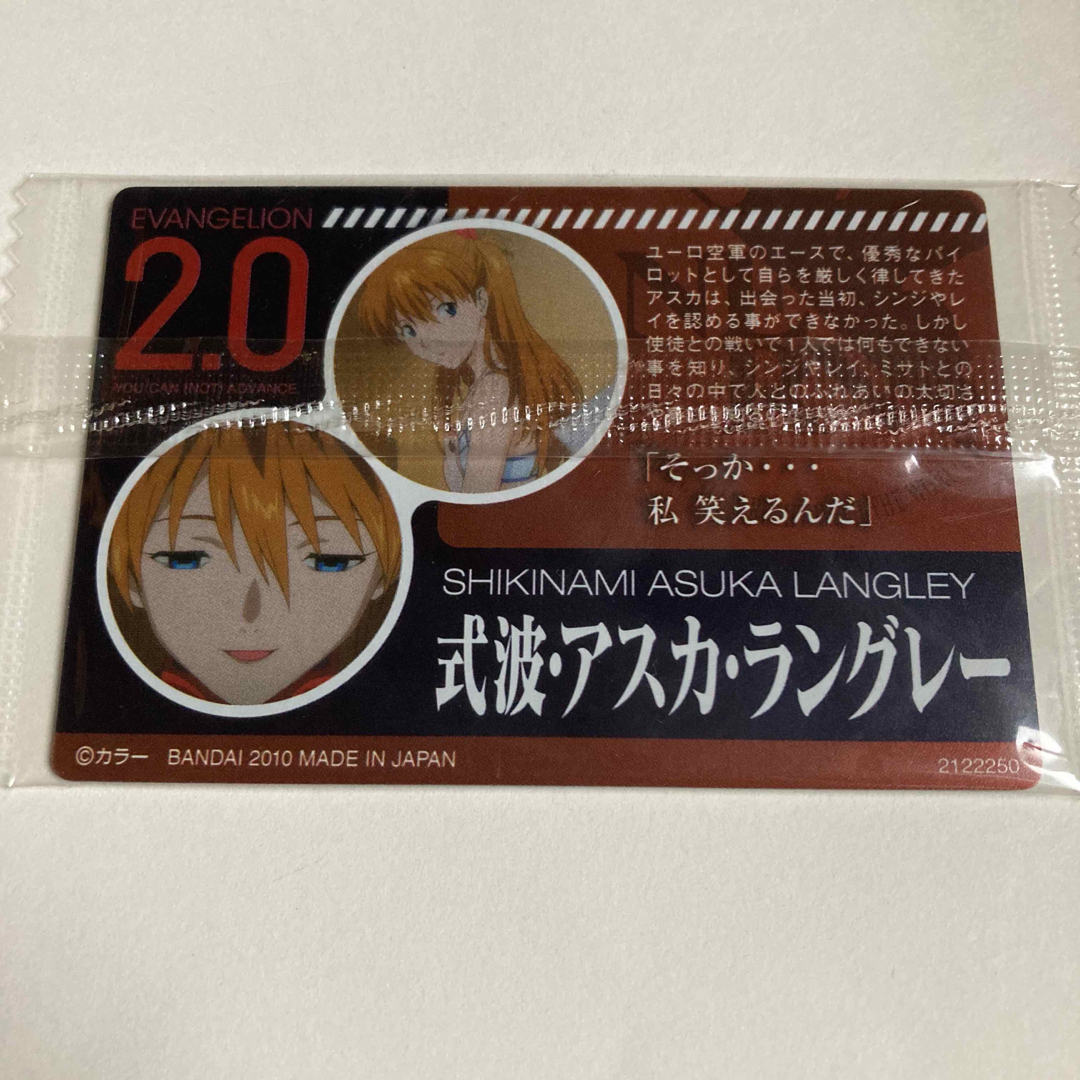 EVANGELION
2.0
YOU CAN (NOT) ADVANCE.
ユーロ空軍のエースで、優秀なパイ
ロットとして自らを厳しく律してきた
アスカは、出会った当初、シンジやレ
イを認める事ができなかった。しかし
使徒との戦いで1人では何もできない
事を知り、シンジやレイ、ミサトとの
日々の中で人とのふれあいの大切さ
「そっか・・・
私 笑えるんだ」
SHIKINAMI ASUKA LANGLEY
式波・アスカ・ラングレー
©カラー BANDAI 2010 MADE IN JAPAN
2122250